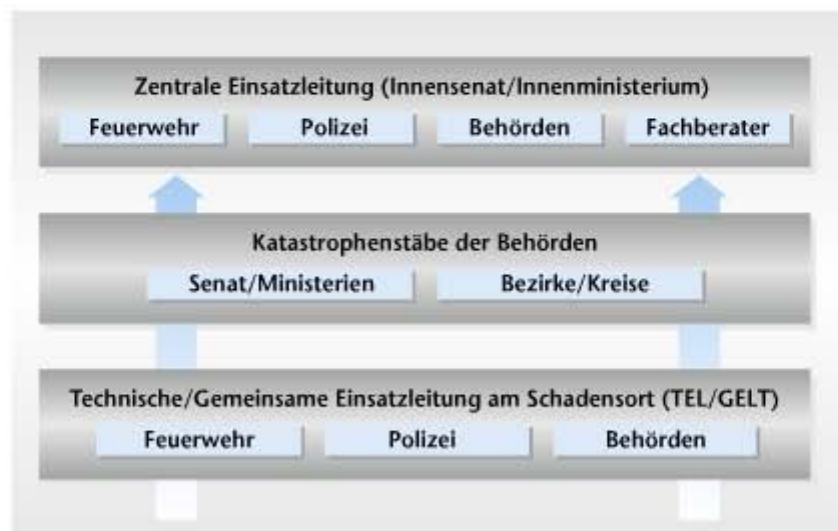 Zentrale Einsatzleitung (Innensenat/Innenministerium)
Feuerwehr Polizei Behörden Fachberater
Katastrophenstäbe der Behörden
Senat/Ministerien Bezirke/Kreise
Technische/Gemeinsame Einsatzleitung am Schadensort (TEL/GELT)
Feuerwehr Polizei Behörden